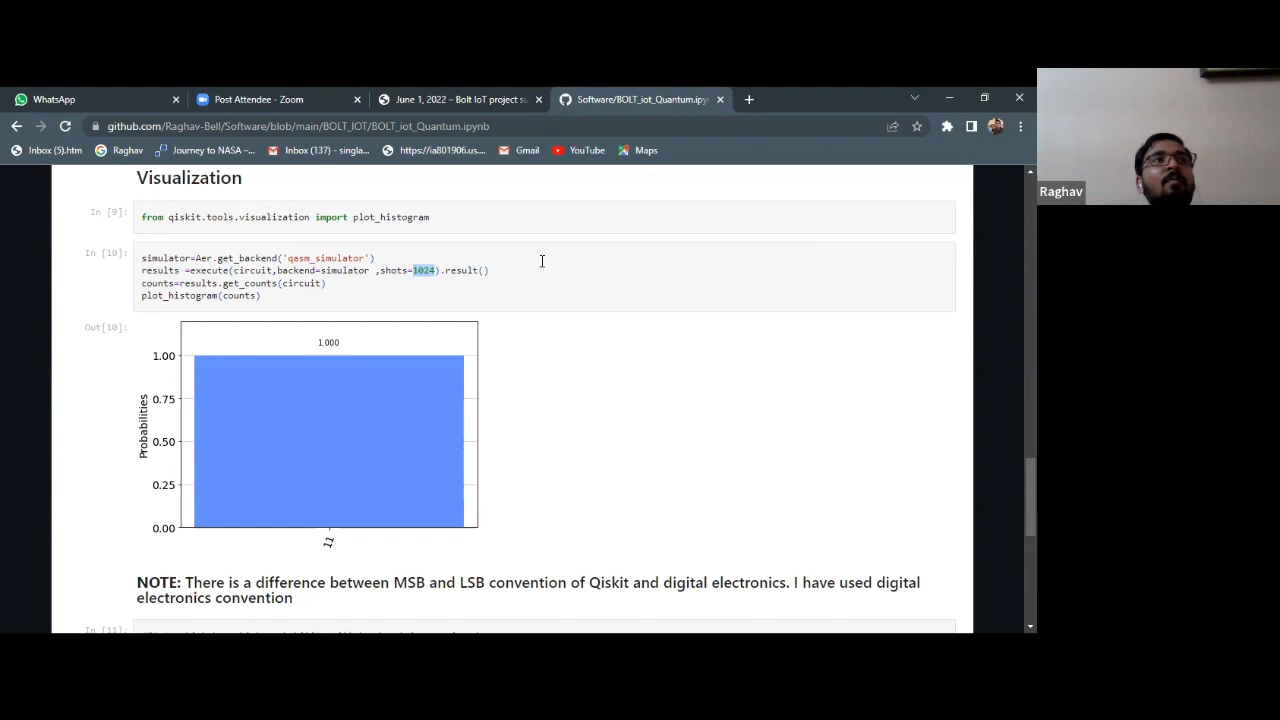 WhatsApp
Post Attendee - Zoom
June 1, 2022 – Bolt IoT project su
Software/BOLT_iot_Quantum.ipyn
github.com/Raghav-Bell/Software/blob/main/BOLT_IOT/BOLT_iot_Quantum.ipynb
Inbox (5).htm
Raghav
Journey to NASA –...
Inbox (137) - singla...
https://ia801906.us....
Gmail
YouTube
Maps
Raghav
Visualization
In [9]:
from qiskit.tools.visualization import plot_histogram
In [10]:
simulator=Aer.get_backend('qasm_simulator')
results =execute(circuit,backend=simulator ,shots=1024).result()
counts=results.get_counts(circuit)
plot_histogram(counts)
Out[10]:
1.000
1.00
0.75
0.50
0.25
0.00
Probabilities
11
NOTE: There is a difference between MSB and LSB convention of Qiskit and digital electronics. I have used digital
electronics convention
In [11]: